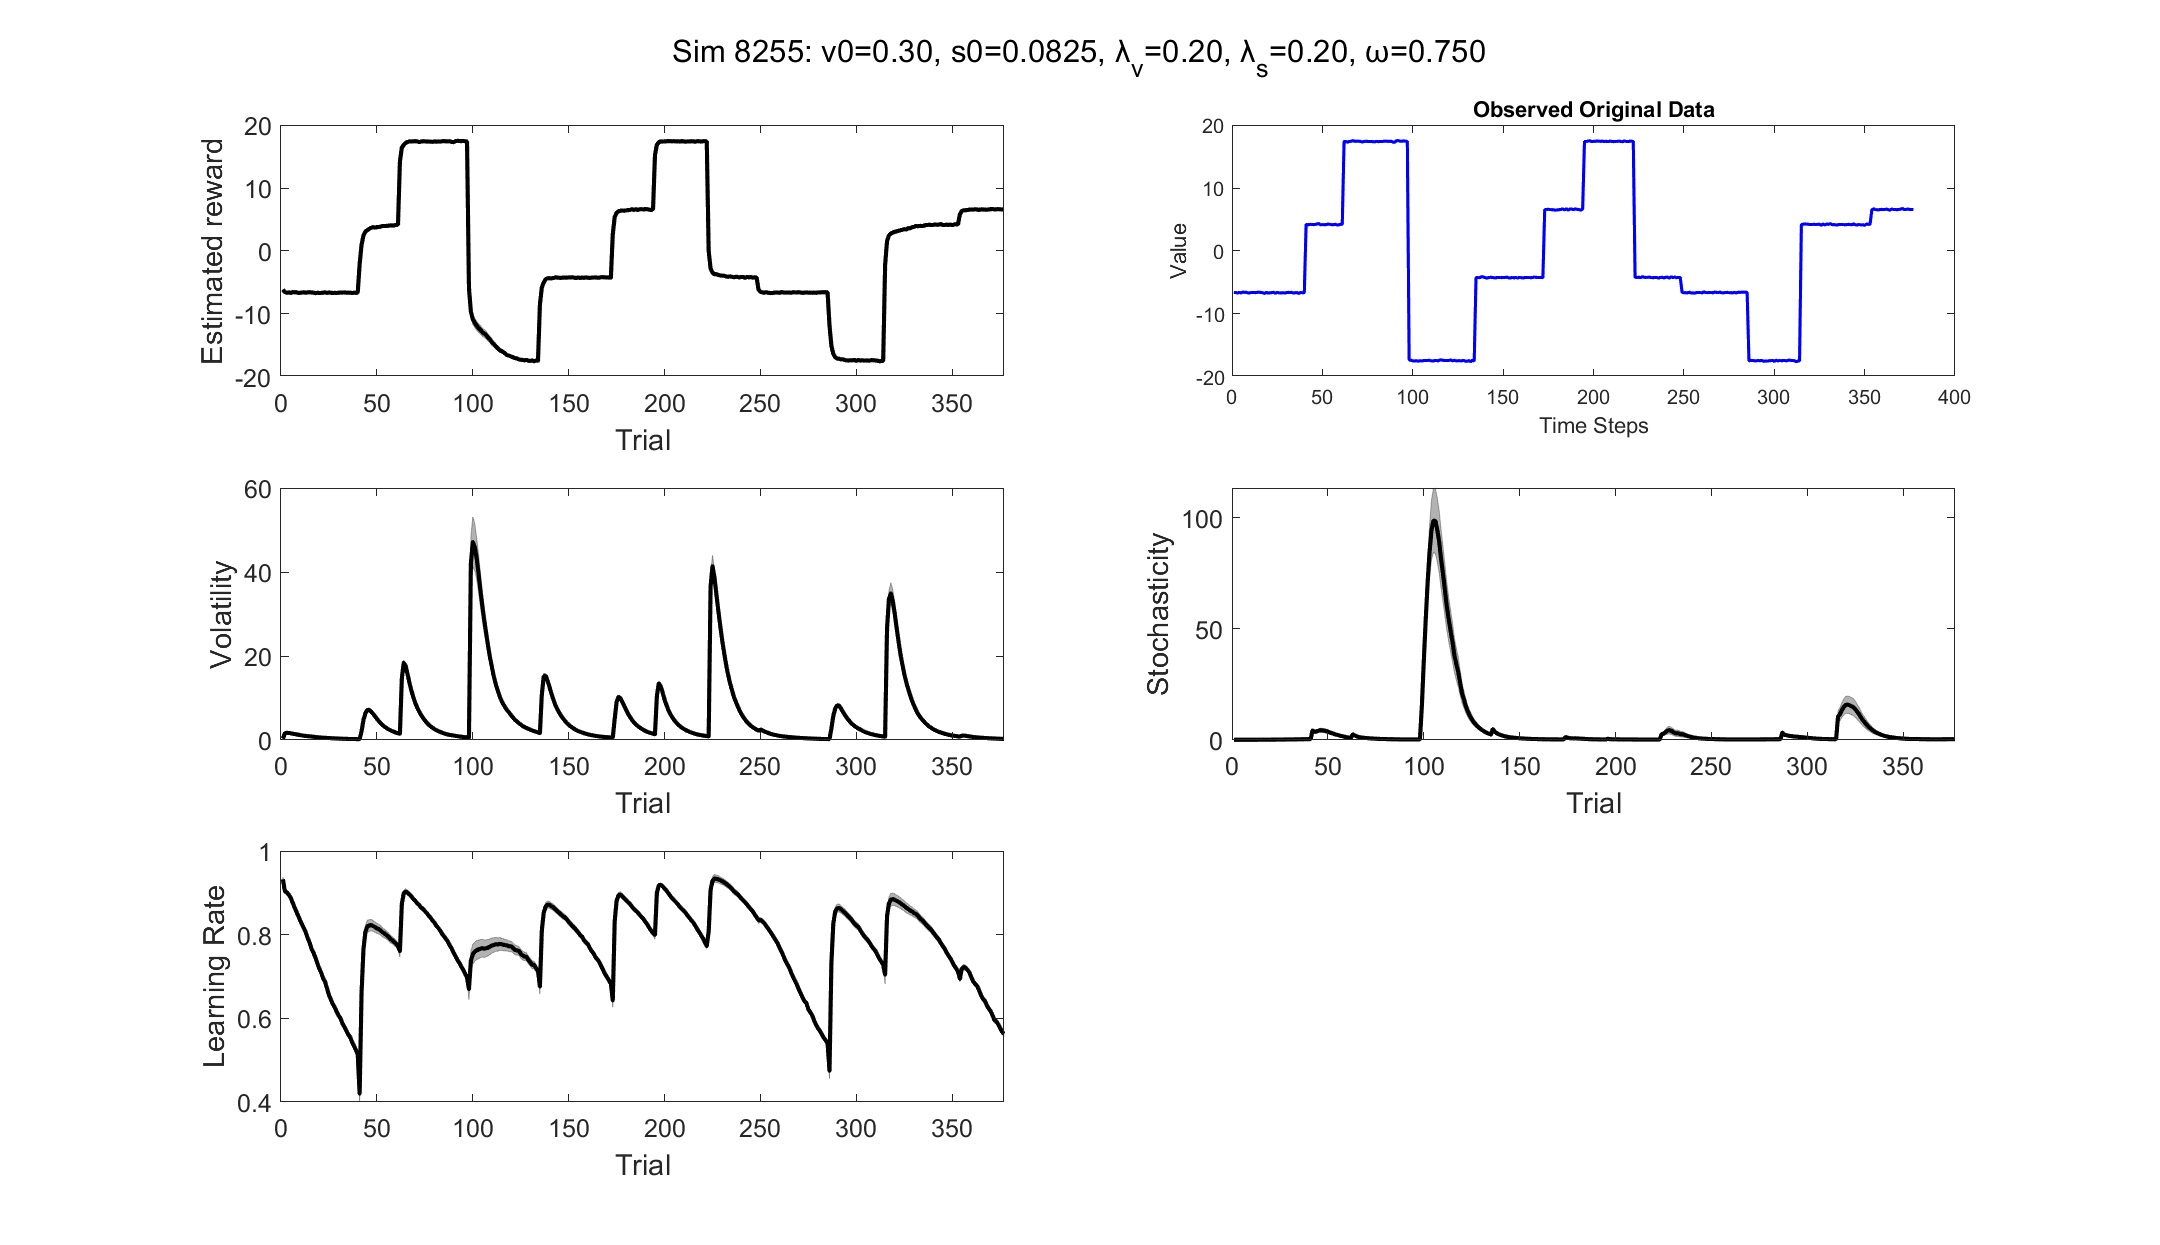 Sim 8255: v0=0.30, s0=0.0825, λv=0.20, λs=0.20, ω=0.750
Estimated reward
20
10
0
-10
-20
0 50 100 150 200 250 300 350
Trial
Observed Original Data
Value
20
10
0
-10
-20
0 50 100 150 200 250 300 350 400
Time Steps
Volatility
60
40
20
0
0 50 100 150 200 250 300 350
Trial
Stochasticity
100
50
0
0 50 100 150 200 250 300 350
Trial
Learning Rate
1
0.8
0.6
0.4
0 50 100 150 200 250 300 350
Trial